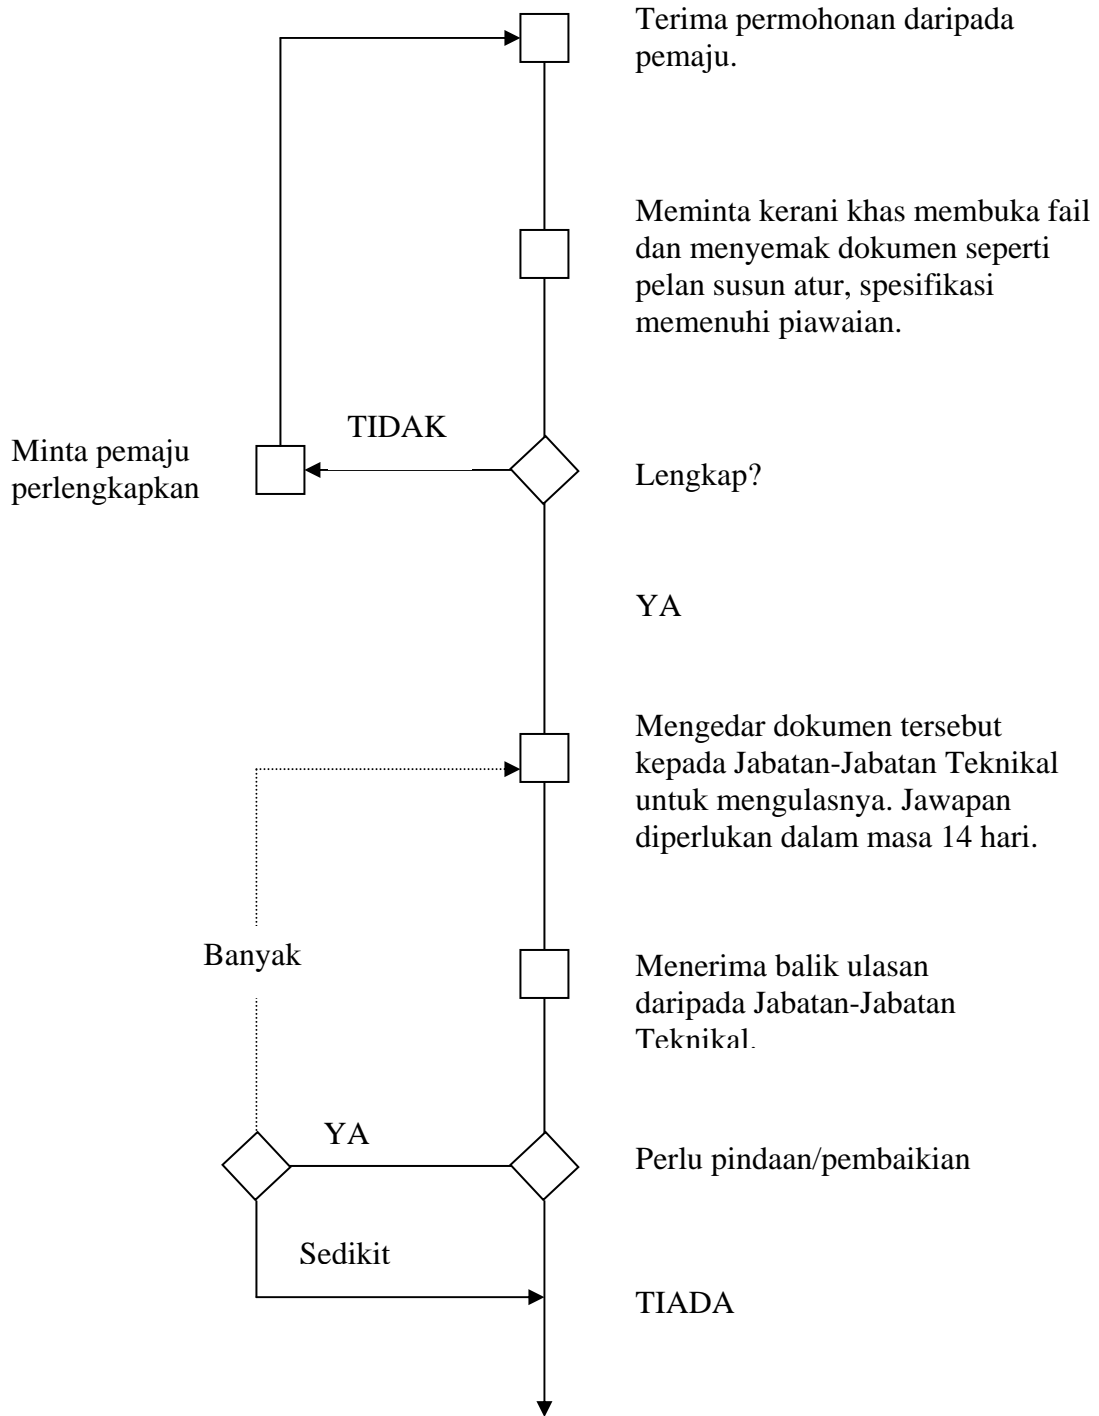 Terima permohonan daripada
pemaju.
Meminta kerani khas membuka fail
dan menyemak dokumen seperti
pelan susun atur, spesifikasi
memenuhi piawaian.
TIDAK
Minta pemaju
perlengkapkan
Lengkap?
YA
Mengedar dokumen tersebut
kepada Jabatan-Jabatan Teknikal
untuk mengulasnya. Jawapan
diperlukan dalam masa 14 hari.
Banyak
Menerima balik ulasan
daripada Jabatan-Jabatan
Teknikal.
YA
Perlu pindaan/pembaikian
Sedikit
TIADA